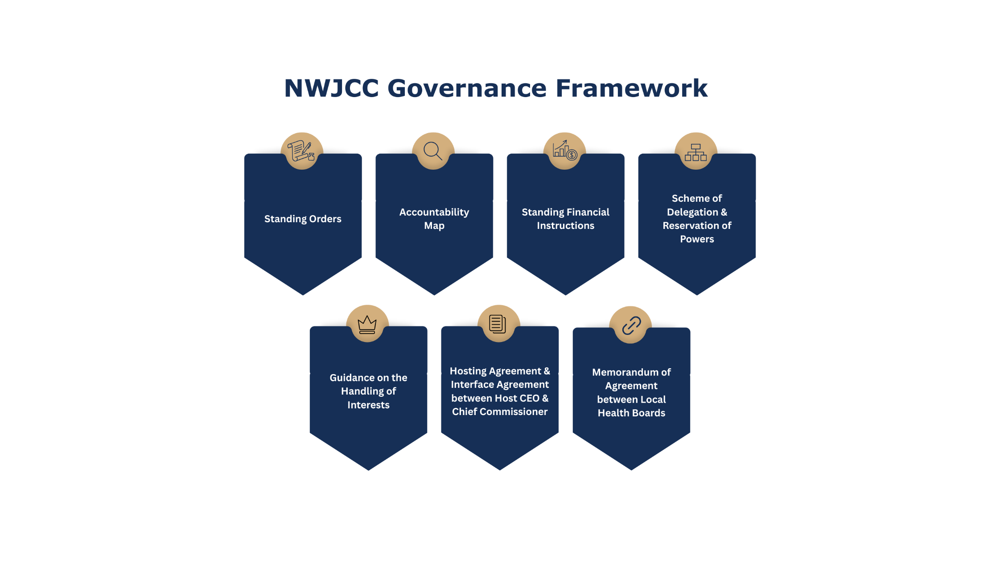 NWJCC Governance Framework
Standing Orders
Accountability
Map
Standing Financial
Instructions
Scheme of
Delegation &
Reservation of
Powers
Guidance on the
Handling of
Interests
Hosting Agreement &
Interface Agreement
between Host CEO &
Chief Commissioner
Memorandum of
Agreement
between Local
Health Boards